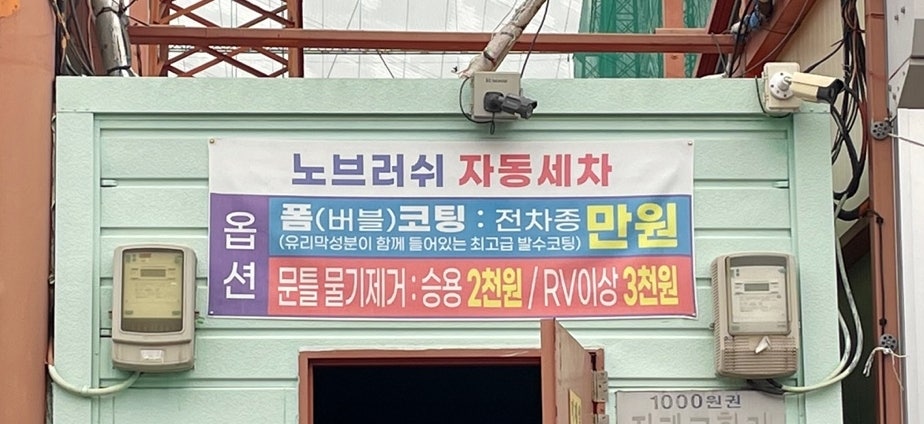 노브러쉬 자동세차
옵션
폼(버블)코팅 : 전차종 만원
(유리막성분이 함께 들어있는 최고급 발수코팅)
문틀 물기제거 : 승용 2천원 / RV이상 3천원
1000원권